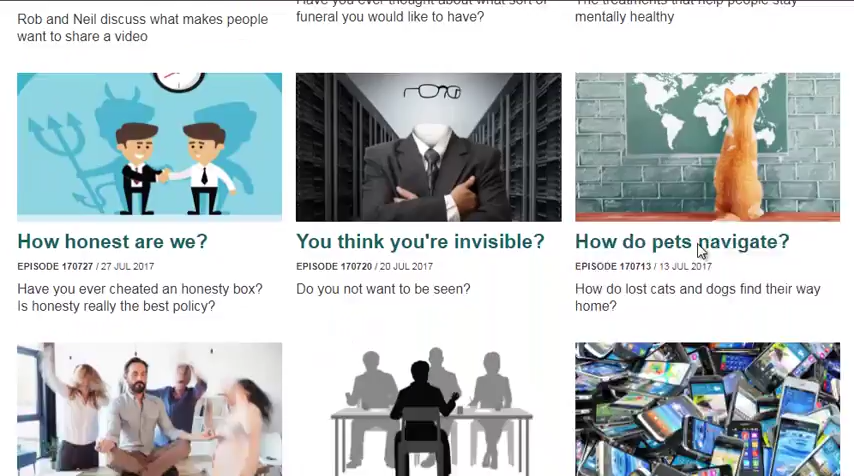 Rob and Neil discuss what makes people
want to share a video
Have you ever thought about what sort of
funeral you would like to have?
The treatments that help people stay
mentally healthy
How honest are we?
EPISODE 170727 / 27 JUL 2017
Have you ever cheated an honesty box?
Is honesty really the best policy?
You think you're invisible?
EPISODE 170720 / 20 JUL 2017
Do you not want to be seen?
How do pets navigate?
EPISODE 170713 / 13 JUL 2017
How do lost cats and dogs find their way
home?